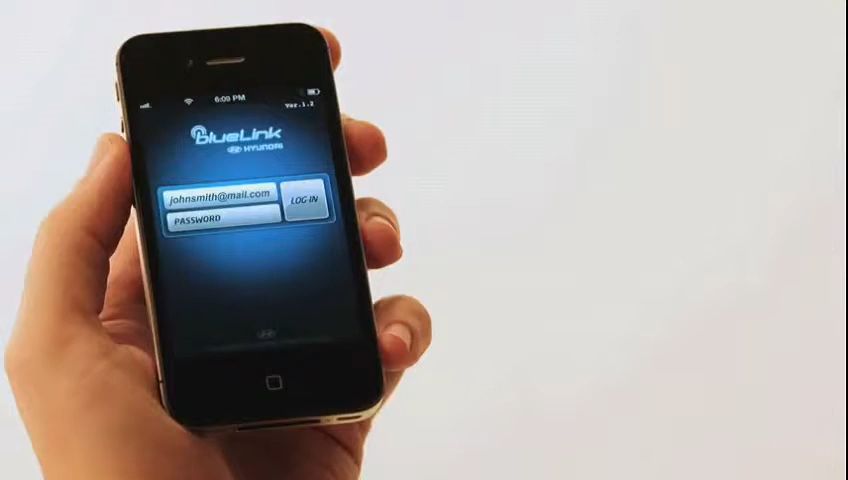 6:00 PM
Ver.1.2
blueLink
HYUNDAI
johnsmith@mail.com
LOG-IN
PASSWORD